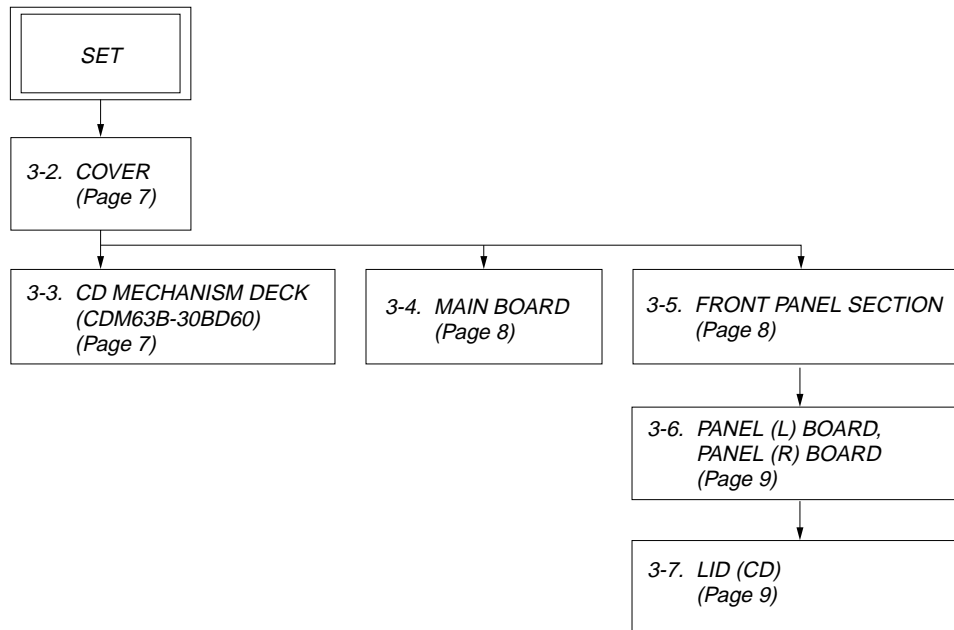 SET
3-2. COVER
(Page 7)
3-3. CD MECHANISM DECK
(CDM63B-30BD60)
(Page 7)
3-4. MAIN BOARD
(Page 8)
3-5. FRONT PANEL SECTION
(Page 8)
3-6. PANEL (L) BOARD,
PANEL (R) BOARD
(Page 9)
3-7. LID (CD)
(Page 9)